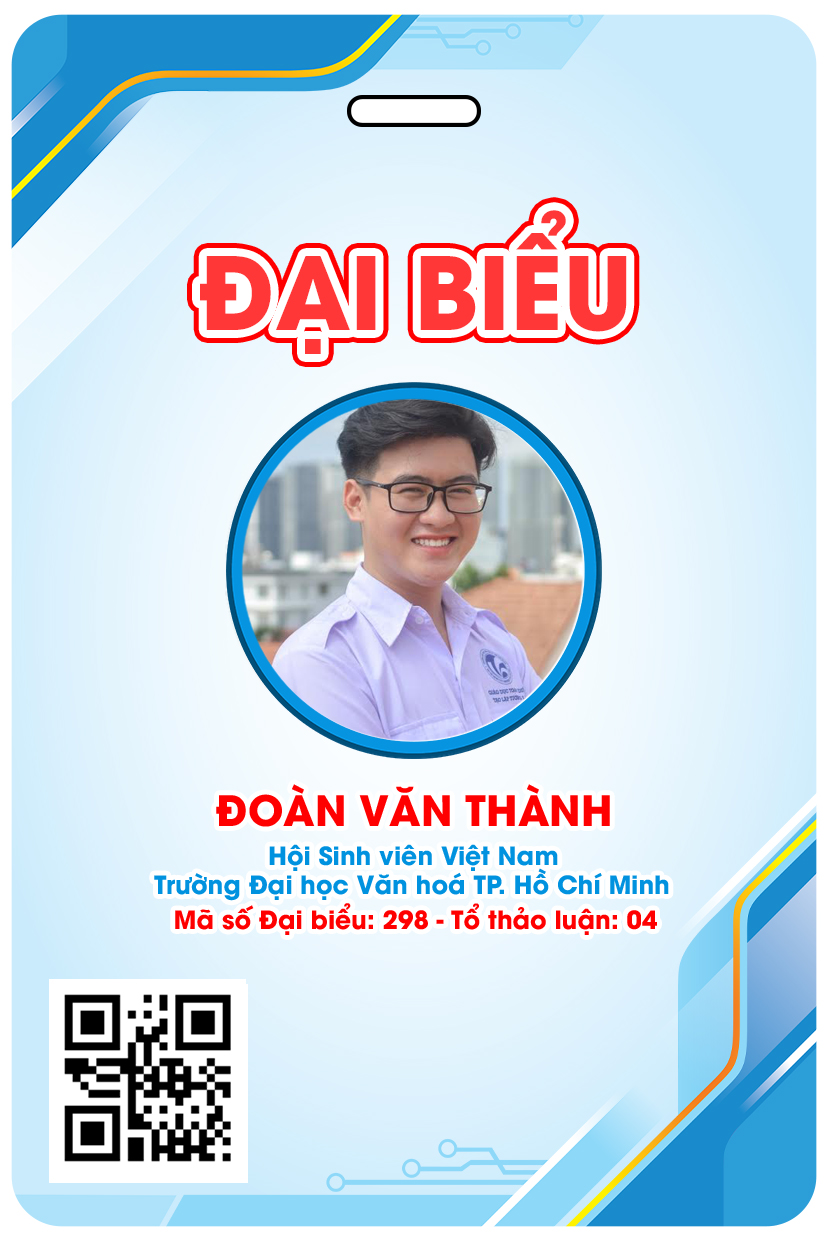 ĐẠI BIỂU
ĐOÀN VĂN THÀNH
Hội Sinh viên Việt Nam
Trường Đại học Văn hoá TP. Hồ Chí Minh
Mã số Đại biểu: 298 - Tổ thảo luận: 04